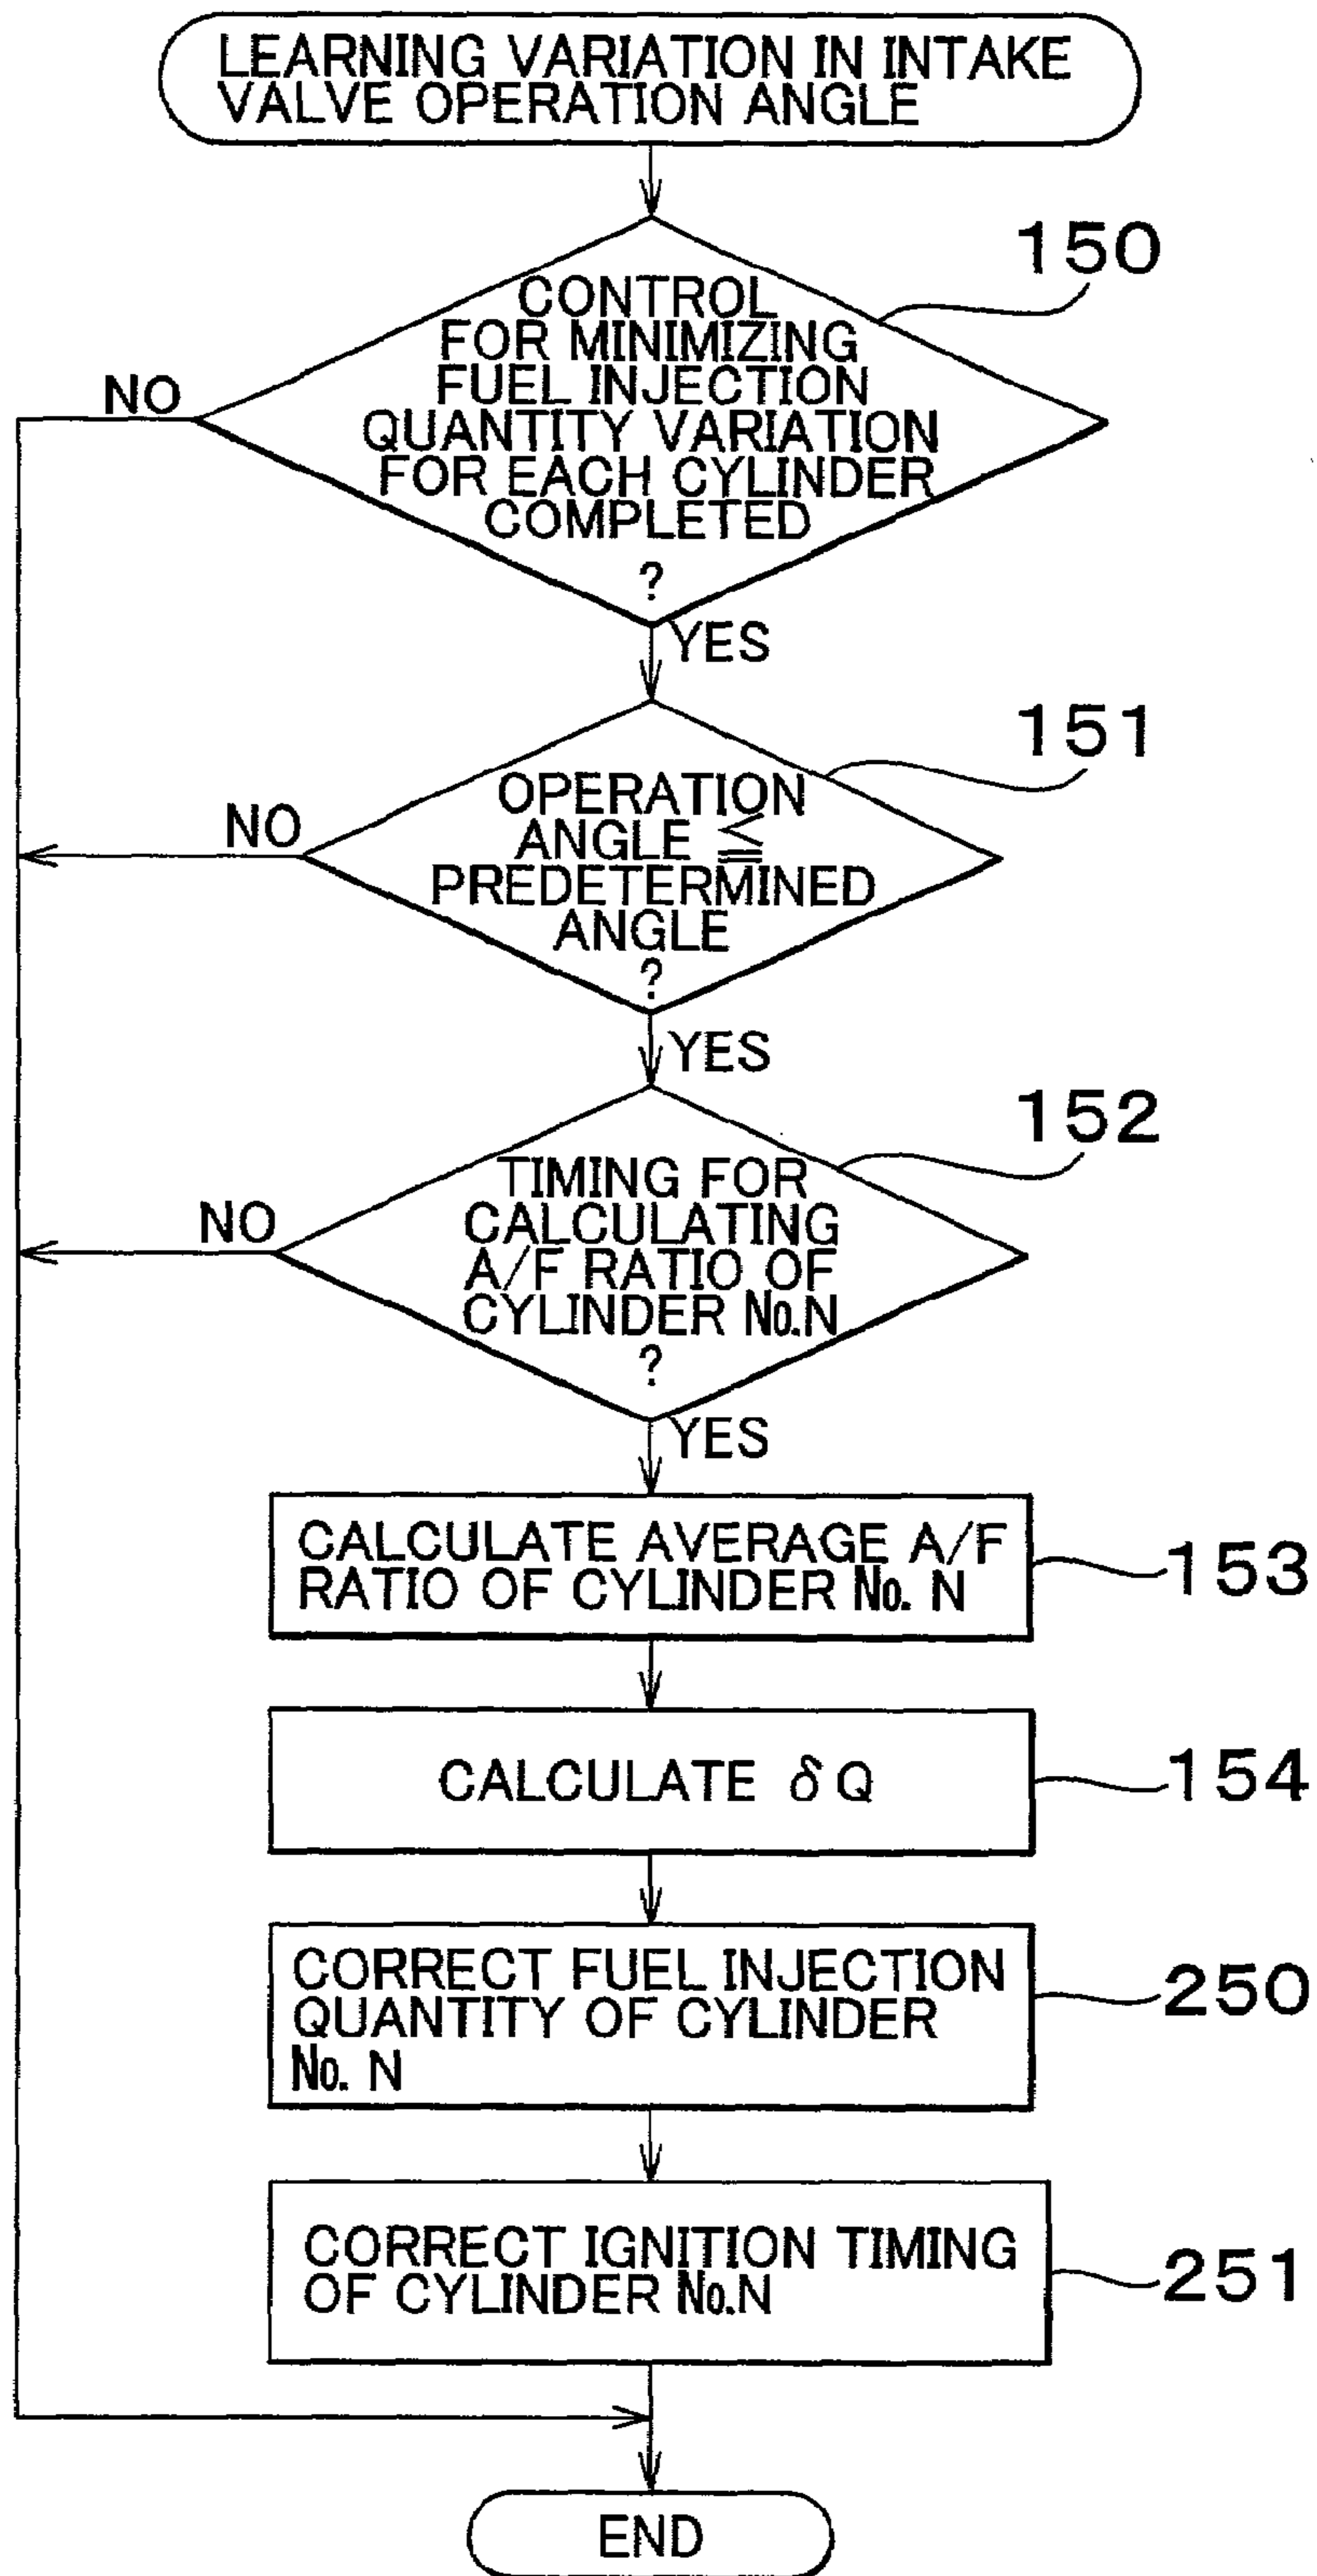 LEARNING VARIATION IN INTAKE
VALVE OPERATION ANGLE
150
CONTROL
FOR MINIMIZING
FUEL INJECTION
QUANTITY VARIATION
FOR EACH CYLINDER
COMPLETED
?
NO
YES
151
OPERATION
ANGLE ≦
PREDETERMINED
ANGLE
?
NO
YES
152
TIMING FOR
CALCULATING
A/F RATIO OF
CYLINDER No.N
?
NO
YES
CALCULATE AVERAGE A/F
RATIO OF CYLINDER No. N
153
CALCULATE δQ
154
CORRECT FUEL INJECTION
QUANTITY OF CYLINDER
No. N
250
CORRECT IGNITION TIMING
OF CYLINDER No.N
251
END